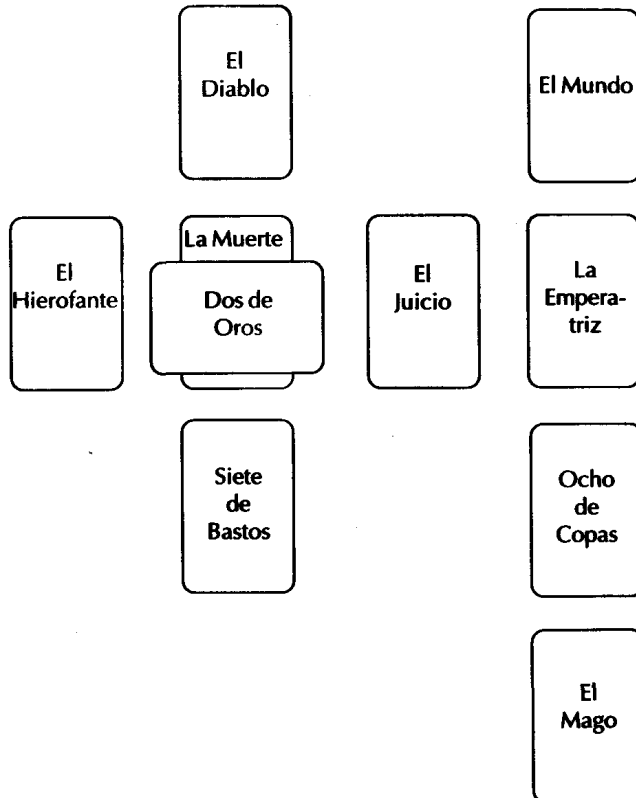 El
Diablo
El Mundo
El
Hierofante
La Muerte
Dos de
Oros
El
Juicio
La
Empera-
triz
Siete
de
Bastos
Ocho
de
Copas
El
Mago